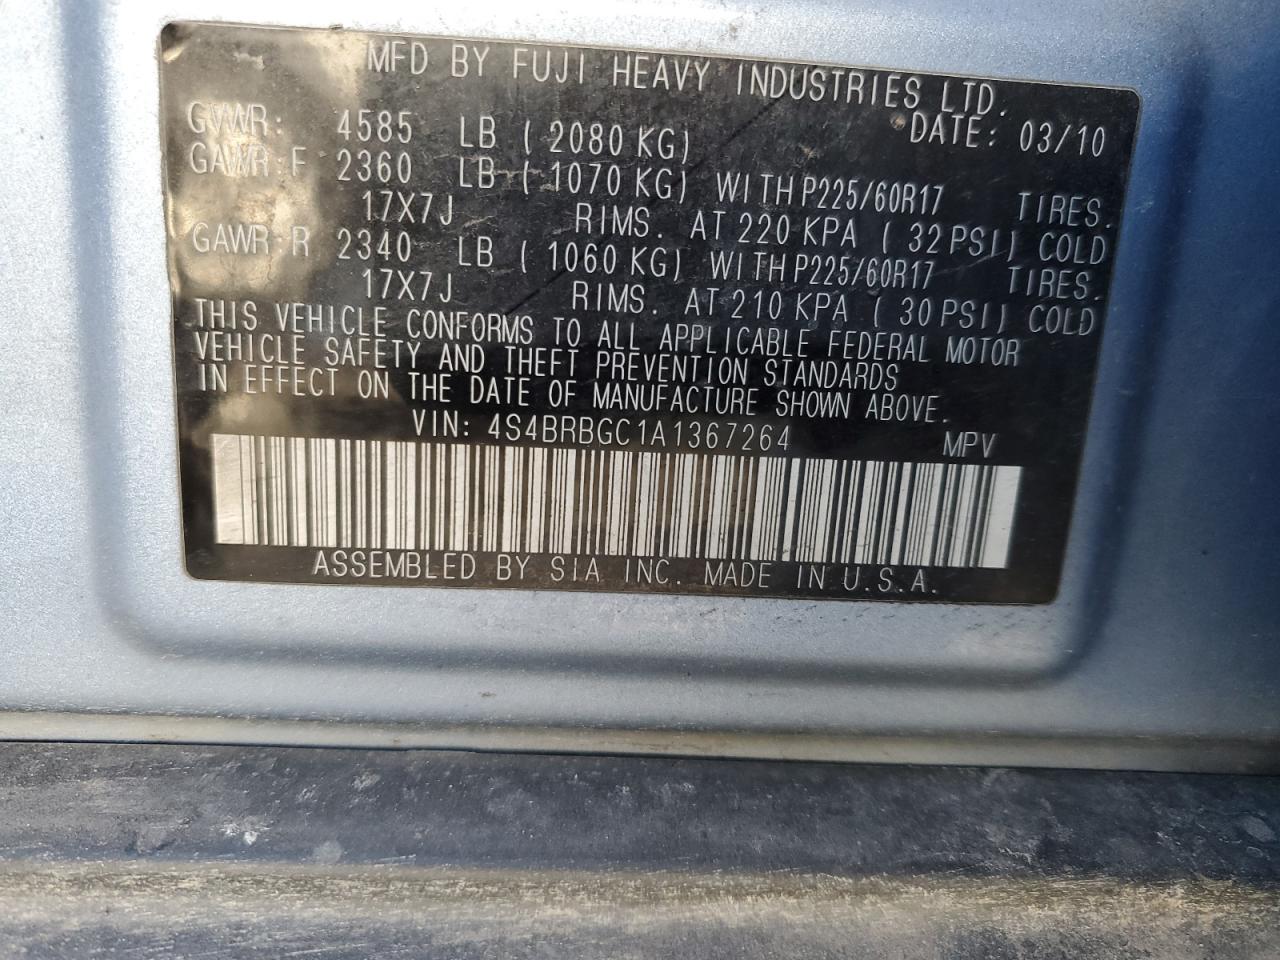 MFD BY FUJI HEAVY INDUSTRIES LTD.
DATE: 03/10
GVWR: 4585 LB ( 2080 KG)
GAWR:F 2360 LB ( 1070 KG) WITH P225/60R17 TIRES.
17X7J RIMS. AT 220 KPA ( 32 PSI) COLD
GAWR:R 2340 LB ( 1060 KG) WITH P225/60R17 TIRES.
17X7J RIMS. AT 210 KPA ( 30 PSI) COLD
THIS VEHICLE CONFORMS TO ALL APPLICABLE FEDERAL MOTOR
VEHICLE SAFETY AND THEFT PREVENTION STANDARDS
IN EFFECT ON THE DATE OF MANUFACTURE SHOWN ABOVE.
VIN: 4S4BRBGC1A1367264 MPV
ASSEMBLED BY SIA INC. MADE IN U.S.A.